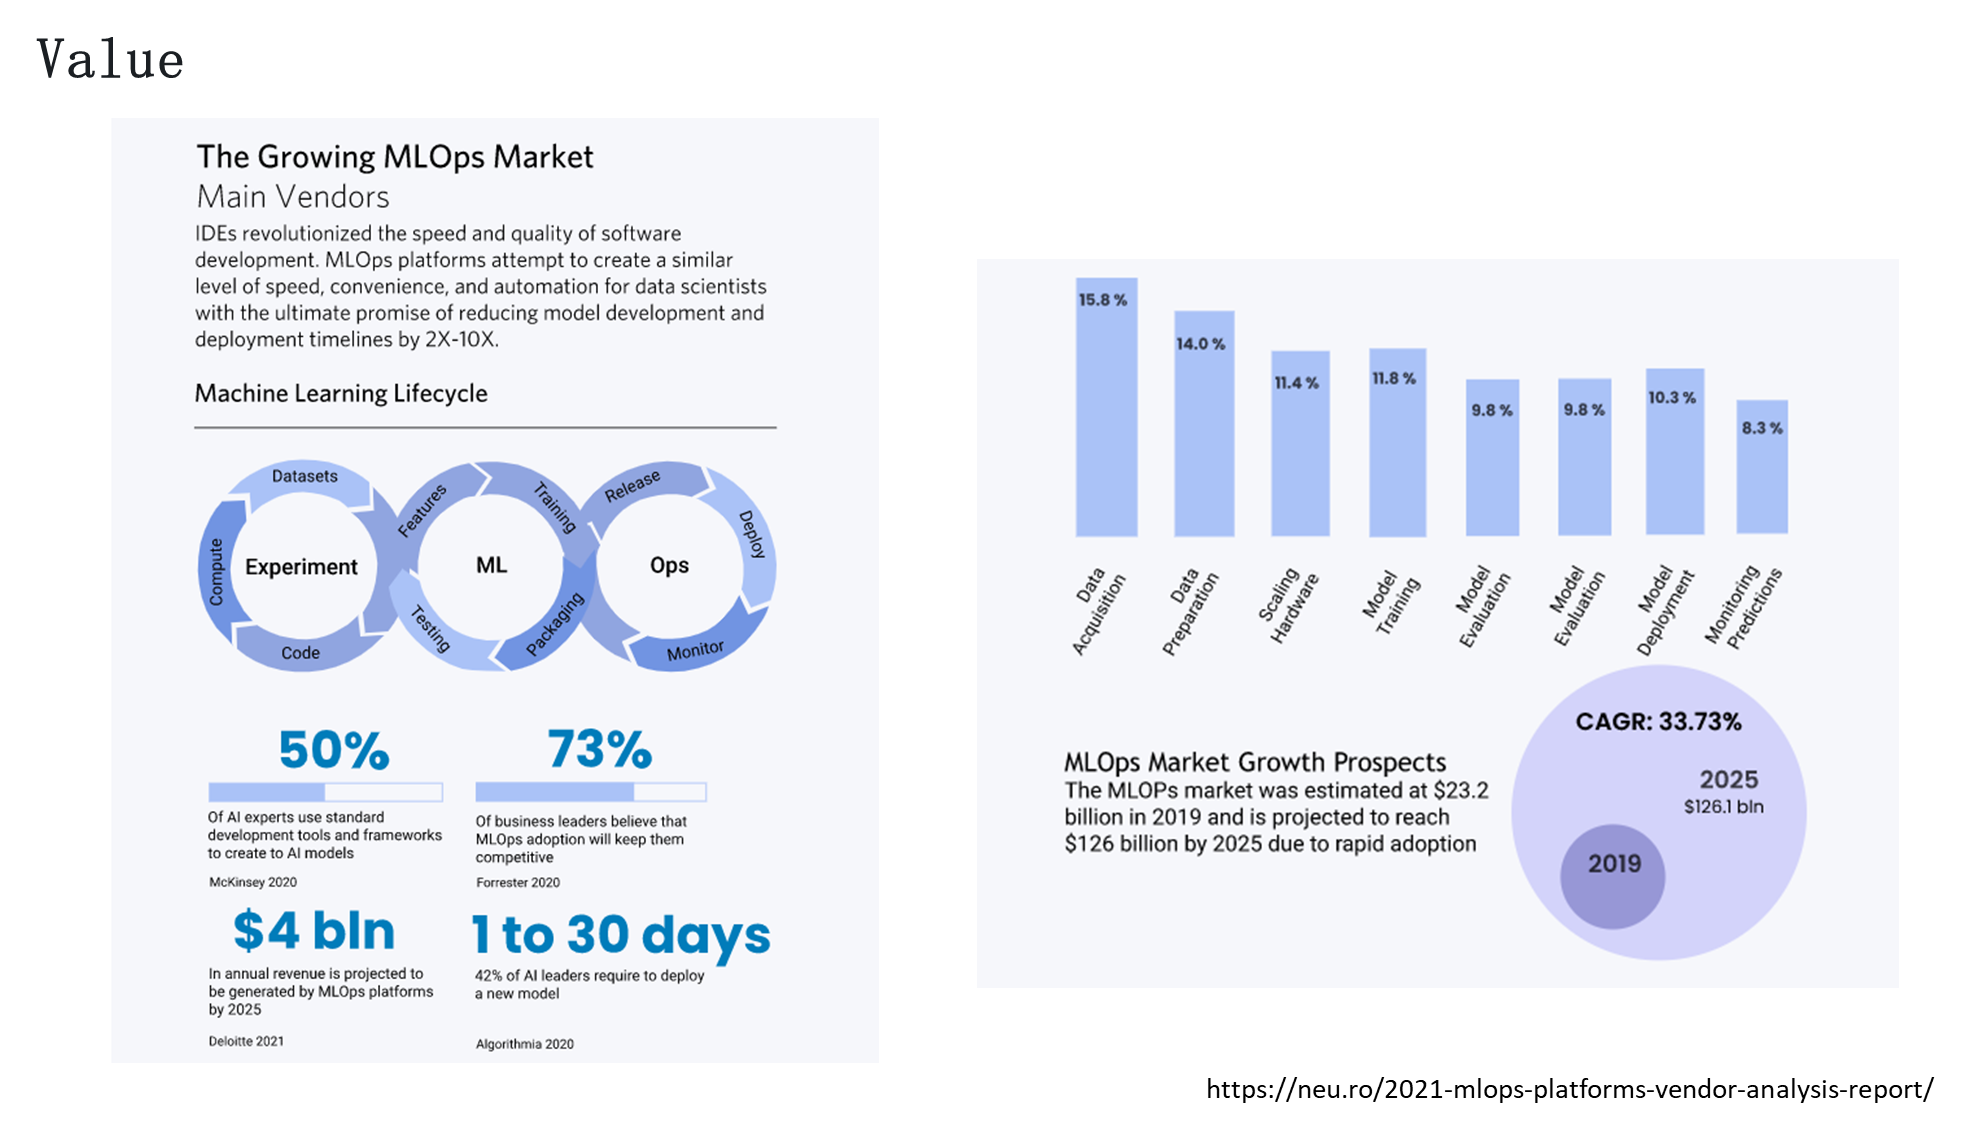 Value
The Growing MLOps Market
Main Vendors
IDEs revolutionized the speed and quality of software
development. MLOps platforms attempt to create a similar
level of speed, convenience, and automation for data scientists
with the ultimate promise of reducing model development and
deployment timelines by 2X-10X.
Machine Learning Lifecycle
Datasets
Compute
Experiment
Code
Features
Training
ML
Testing
Packaging
Release
Deploy
Ops
Monitor
50%
Of AI experts use standard
development tools and frameworks
to create to AI models
McKinsey 2020
73%
Of business leaders believe that
MLOps adoption will keep them
competitive
Forrester 2020
$4 bln
In annual revenue is projected to
be generated by MLOps platforms
by 2025
Deloitte 2021
1 to 30 days
42% of AI leaders require to deploy
a new model
Algorithmia 2020
15.8 %
14.0 %
11.4 %
11.8 %
9.8 %
9.8 %
10.3 %
8.3 %
Data
Acquisition
Data
Preparation
Scaling
Hardware
Model
Training
Model
Evaluation
Model
Evaluation
Model
Deployment
Monitoring
Predictions
MLOps Market Growth Prospects
The MLOPs market was estimated at $23.2
billion in 2019 and is projected to reach
$126 billion by 2025 due to rapid adoption
CAGR: 33.73%
2025
$126.1 bln
2019
https://neu.ro/2021-mlops-platforms-vendor-analysis-report/